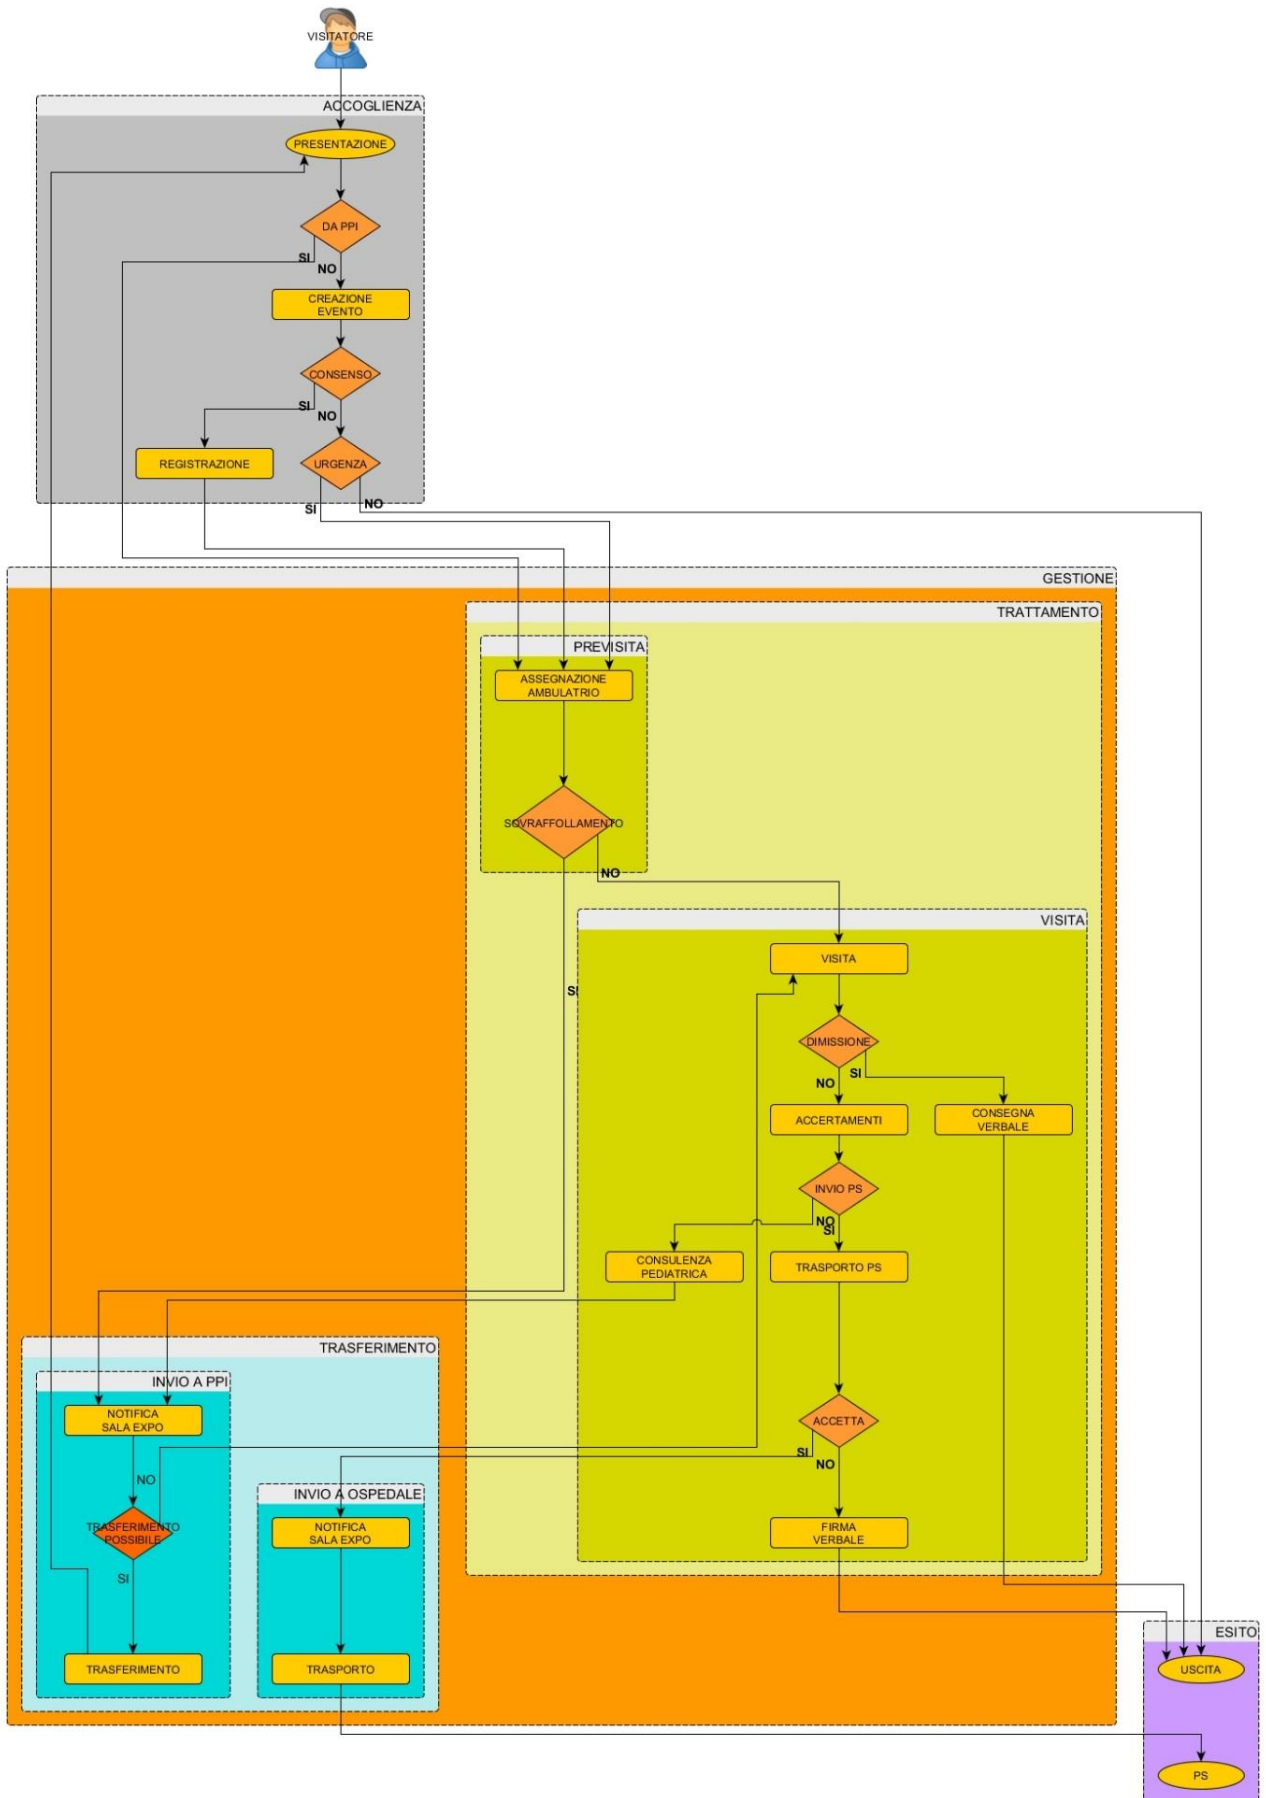 VISITATORE
ACCOGLIENZA
PRESENTAZIONE
DA PPI
SI
NO
CREAZIONE
EVENTO
CONSENSO
SI
NO
REGISTRAZIONE
URGENZA
SI
NO
GESTIONE
TRATTAMENTO
PREVISITA
ASSEGNAZIONE
AMBULATRIO
SOVRAFFOLLAMENTO
NO
SI
VISITA
VISITA
DIMISSIONE
NO
SI
ACCERTAMENTI
CONSEGNA
VERBALE
INVIO PS
NO
SI
CONSULENZA
PEDIATRICA
TRASPORTO PS
TRASFERIMENTO
INVIO A PPI
NOTIFICA
SALA EXPO
NO
TRASFERIMENTO
POSSIBILE
SI
TRASFERIMENTO
ACCETTA
SI
NO
INVIO A OSPEDALE
NOTIFICA
SALA EXPO
TRASPORTO
FIRMA
VERBALE
ESITO
USCITA
PS